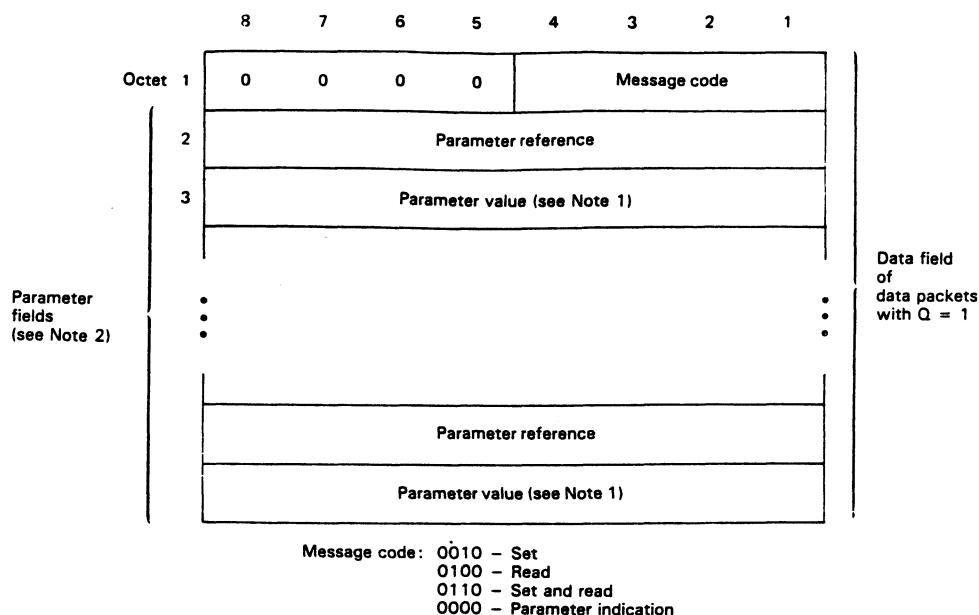 8 7 6 5 4 3 2 1
Octet 1 0 0 0 0 Message code
2 Parameter reference
3 Parameter value (see Note 1)
Parameter
fields
(see Note 2)
Data field
of
data packets
with Q = 1
Parameter reference
Parameter value (see Note 1)
Message code: 0010 – Set
0100 – Read
0110 – Set and read
0000 – Parameter indication